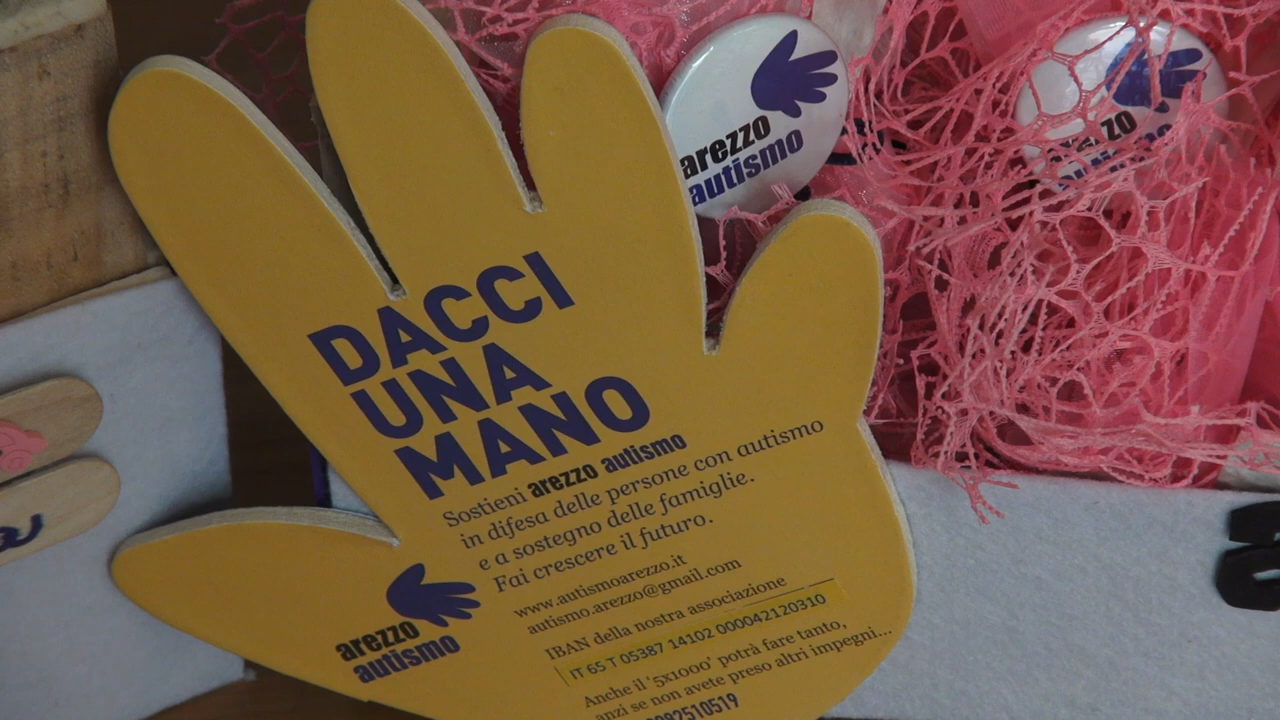 arezzo
autismo
arezzo
DACCI
UNA
MANO
Sostieni arezzo autismo
in difesa delle persone con autismo
e a sostegno delle famiglie.
Fai crescere il futuro.
www.autismoarezzo.it
autismo.arezzo@gmail.com
IBAN della nostra associazione
IT 65 T 05387 14102 000042120310
Anche il '5x1000' potrà fare tanto,
anzi se non avete preso altri impegni...
arezzo
autismo